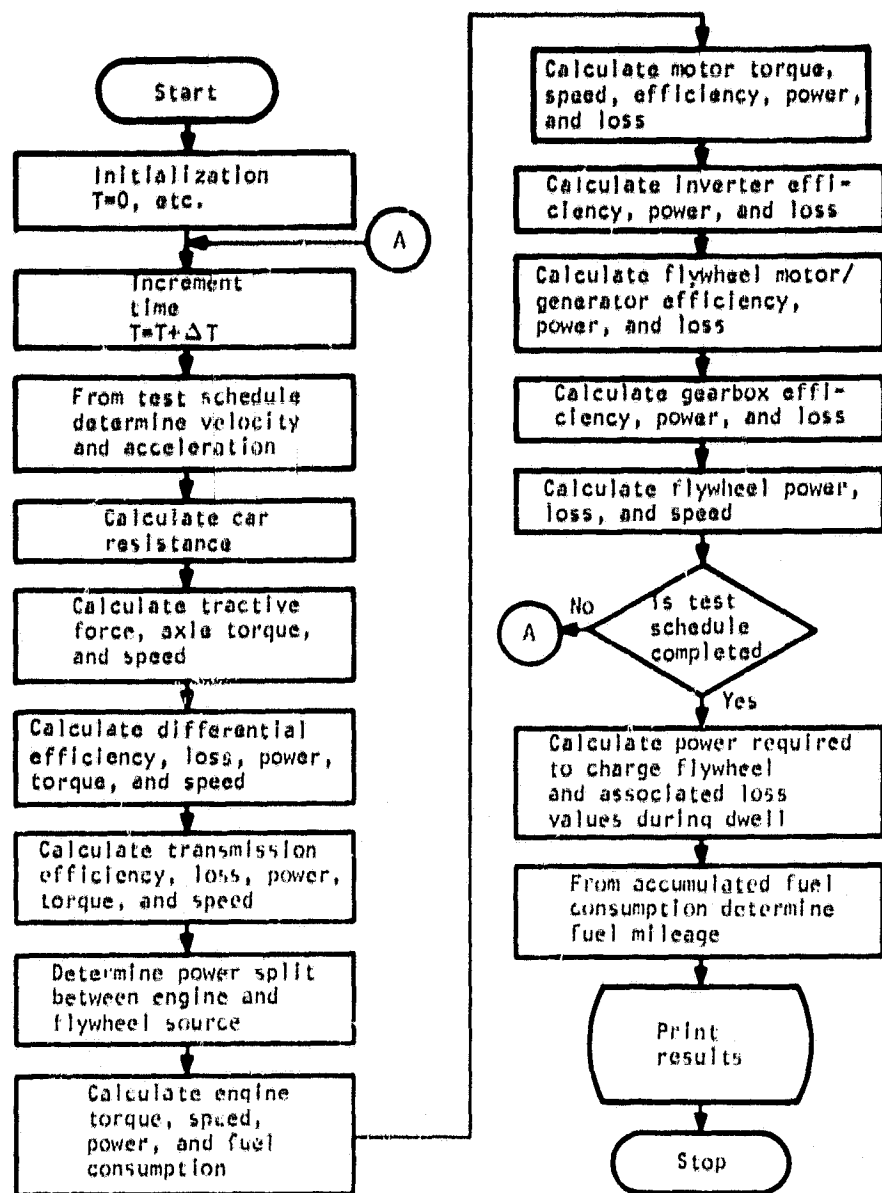 Start
Initialization
T=0, etc.
A
Increment
time
T=T+ΔT
From test schedule
determine velocity
and acceleration
Calculate car
resistance
Calculate tractive
force, axle torque,
and speed
Calculate differential
efficiency, loss, power,
torque, and speed
Calculate transmission
efficiency, loss, power,
torque, and speed
Determine power split
between engine and
flywheel source
Calculate engine
torque, speed,
power, and fuel
consumption
Calculate motor torque,
speed, efficiency, power,
and loss
Calculate inverter effi-
ciency, power, and loss
Calculate flywheel motor/
generator efficiency,
power, and loss
Calculate gearbox effi-
ciency, power, and loss
Calculate flywheel power,
loss, and speed
Is test
schedule
completed
No
A
Yes
Calculate power required
to charge flywheel
and associated loss
values during dwell
From accumulated fuel
consumption determine
fuel mileage
Print
results
Stop